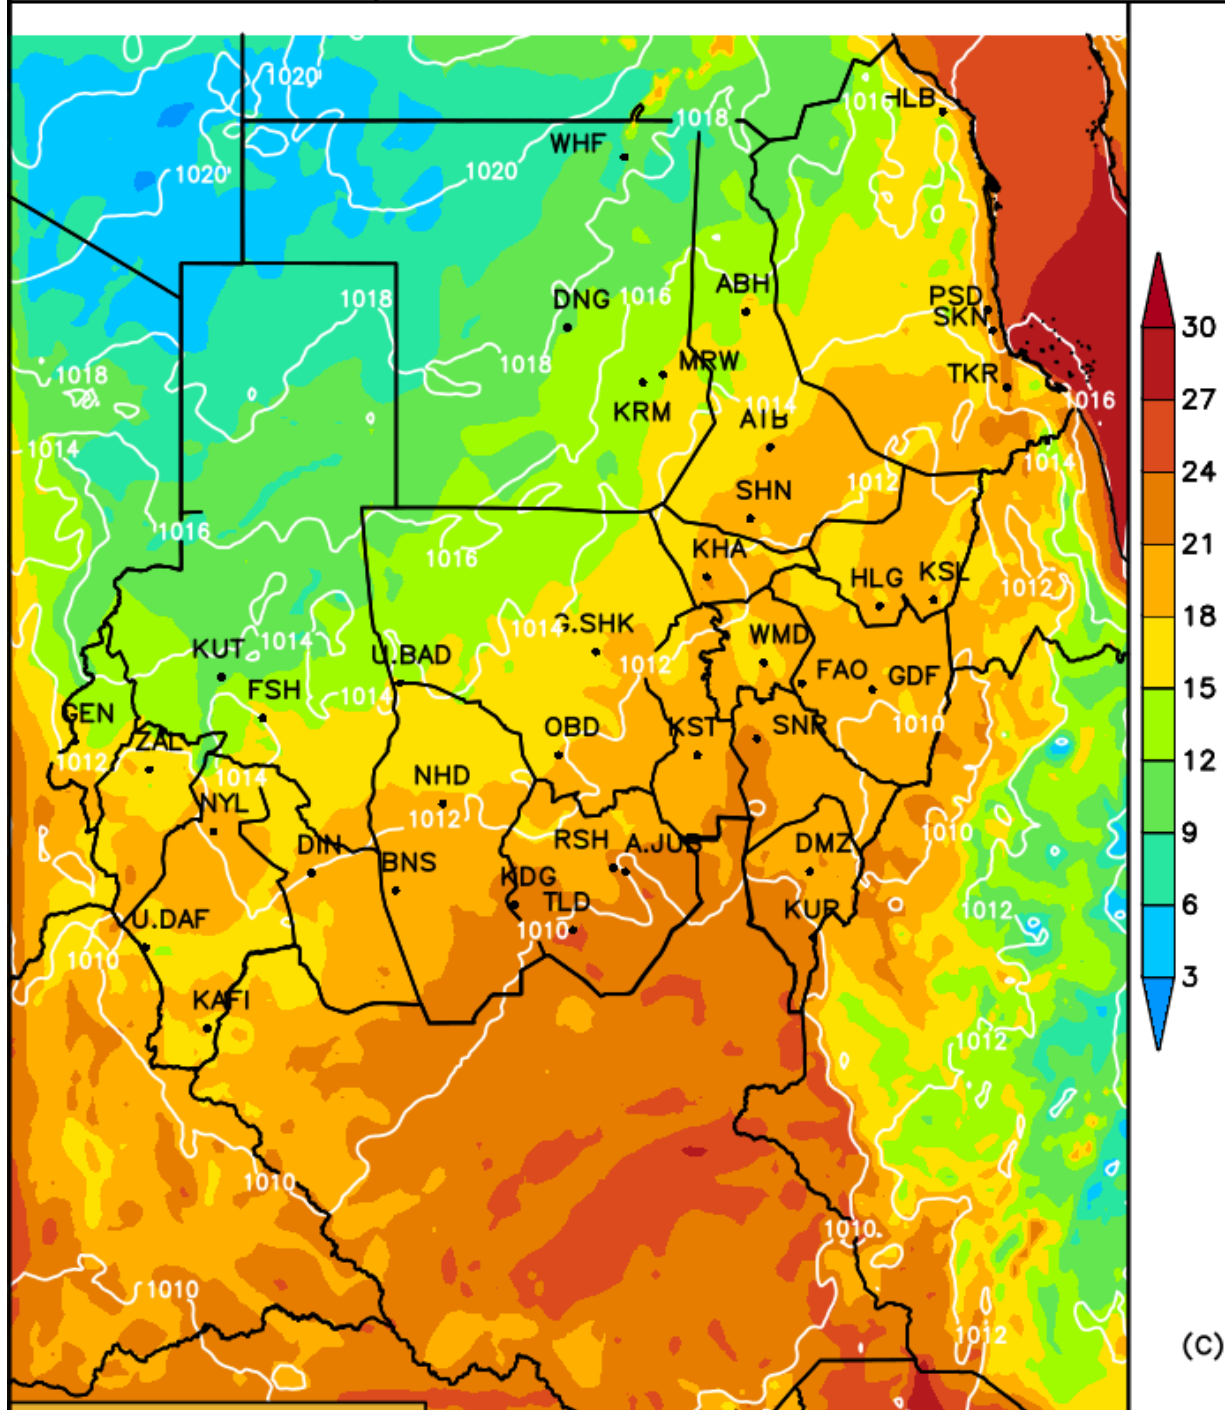 1020
1016
HLB
1018
WHF
1020
1020
ABH
1018
DNG
1016
PSD
SKN
30
MRW
1018
1018
TKR
1016
27
KRM
1014
ATB
1014
1014
24
1012
SHN
1016
21
KHA
1016
HLG
KSL
1012
18
1014
G.SHK
WMD
1014
KUT
U.BAD
1012
FAO
GDF
15
FSH
1014
GEN
OBD
KST
SNR
1010
ZAL
1012
12
1014
NHD
NYL
1012
1010
9
DIN
BNS
RSH
A.JUB
DMZ
KDG
TLD
KUR
1012
6
U.DAF
1010
1010
3
KAFI
1012
1010
1010
1010
1012
(C)